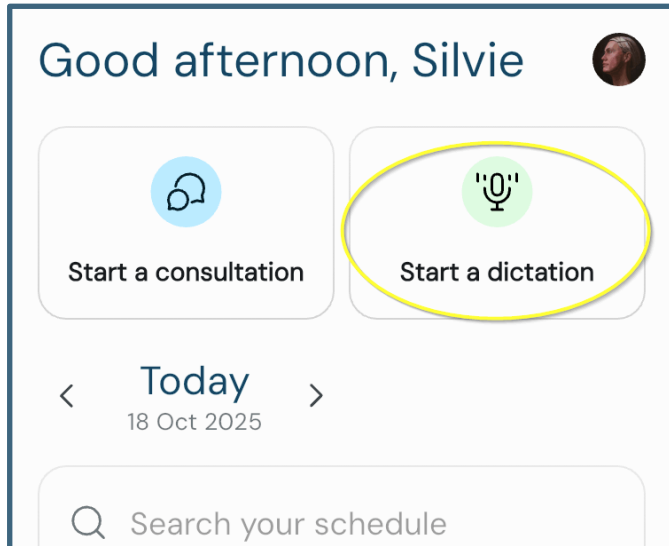 Good afternoon, Silvie
Start a consultation
Start a dictation
Today
18 Oct 2025
Search your schedule